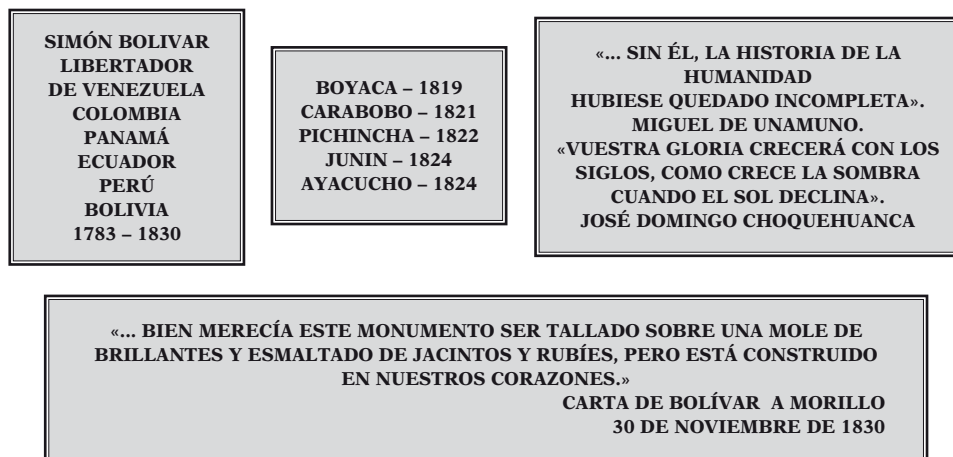 SIMÓN BOLIVAR
LIBERTADOR
DE VENEZUELA
COLOMBIA
PANAMÁ
ECUADOR
PERÚ
BOLIVIA
1783 – 1830
BOYACA – 1819
CARABOBO – 1821
PICHINCHA – 1822
JUNIN – 1824
AYACUCHO – 1824
«... SIN ÉL, LA HISTORIA DE LA
HUMANIDAD
HUBIESE QUEDADO INCOMPLETA».
MIGUEL DE UNAMUNO.
«VUESTRA GLORIA CRECERÁ CON LOS
SIGLOS, COMO CRECE LA SOMBRA
CUANDO EL SOL DECLINA».
JOSÉ DOMINGO CHOQUEHUANCA
«... BIEN MERECÍA ESTE MONUMENTO SER TALLADO SOBRE UNA MOLE DE
BRILLANTES Y ESMALTADO DE JACINTOS Y RUBÍES, PERO ESTÁ CONSTRUIDO
EN NUESTROS CORAZONES.»
CARTA DE BOLÍVAR A MORILLO
30 DE NOVIEMBRE DE 1830